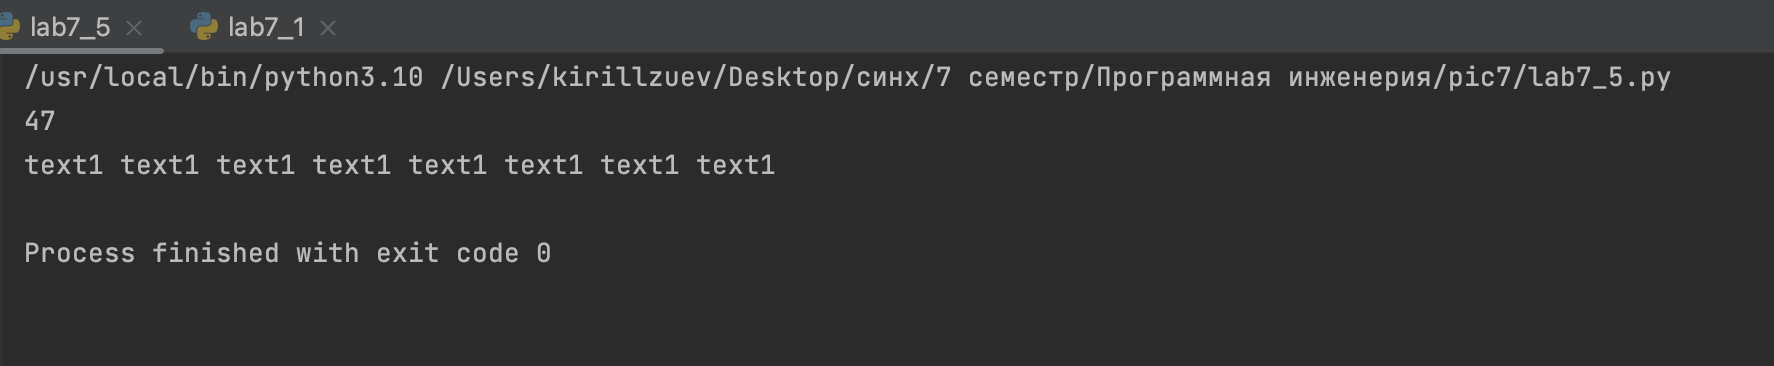 lab7_5 × lab7_1 ×
/usr/local/bin/python3.10 /Users/kirillzuev/Desktop/синх/7 семестр/Программная инженерия/pic7/lab7_5.py
47
text1 text1 text1 text1 text1 text1 text1 text1
Process finished with exit code 0